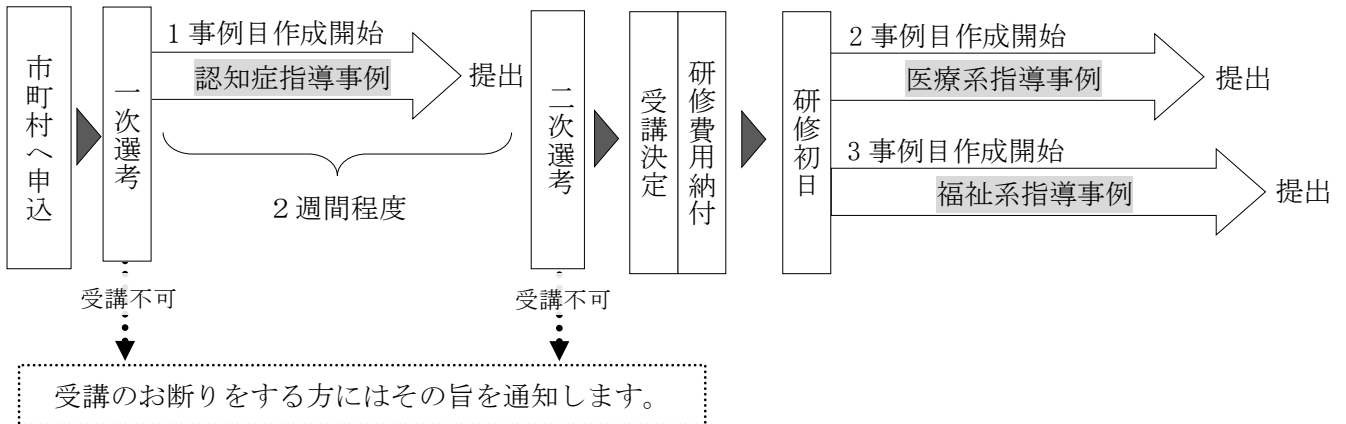 市町村へ申込
一次選考
1事例目作成開始
認知症指導事例
提出
2週間程度
二次選考
受講決定
研修費用納付
研修初日
2事例目作成開始
医療系指導事例
提出
3事例目作成開始
福祉系指導事例
提出
受講不可
受講不可
受講のお断りをする方にはその旨を通知します。